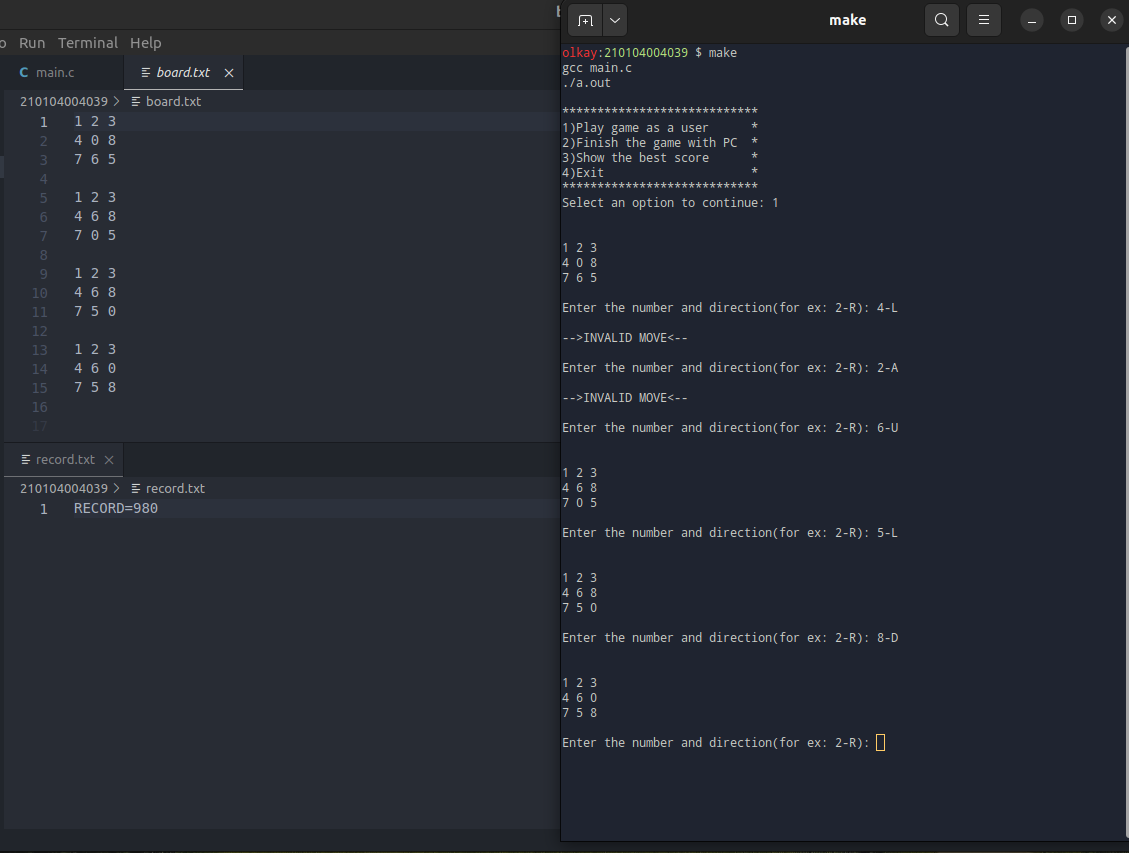 Run Terminal Help
C main.c
board.txt ×
210104004039 > board.txt
1 1 2 3
2 4 0 8
3 7 6 5
4
5 1 2 3
6 4 6 8
7 7 0 5
8
9 1 2 3
10 4 6 8
11 7 5 0
12
13 1 2 3
14 4 6 0
15 7 5 8
16
17
record.txt ×
210104004039 > record.txt
1 RECORD=980
make
olkay:210104004039 $ make
gcc main.c
./a.out
****************************
1)Play game as a user *
2)Finish the game with PC *
3)Show the best score *
4)Exit *
****************************
Select an option to continue: 1
1 2 3
4 0 8
7 6 5
Enter the number and direction(for ex: 2-R): 4-L
-->INVALID MOVE<--
Enter the number and direction(for ex: 2-R): 2-A
-->INVALID MOVE<--
Enter the number and direction(for ex: 2-R): 6-U
1 2 3
4 6 8
7 0 5
Enter the number and direction(for ex: 2-R): 5-L
1 2 3
4 6 8
7 5 0
Enter the number and direction(for ex: 2-R): 8-D
1 2 3
4 6 0
7 5 8
Enter the number and direction(for ex: 2-R):